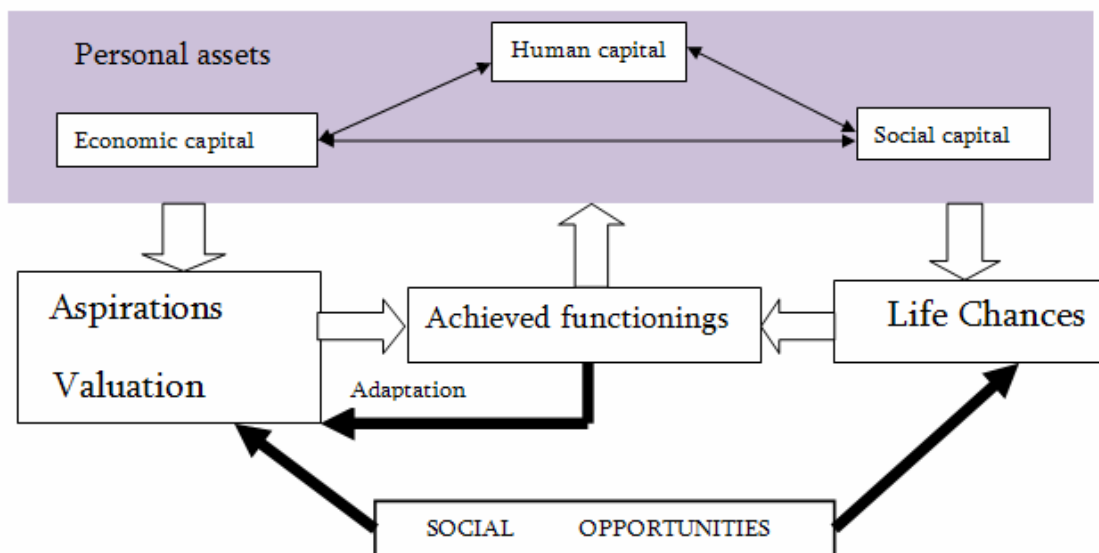 Personal assets
Human capital
Economic capital
Social capital
Aspirations
Valuation
Achieved functionings
Life Chances
Adaptation
SOCIAL OPPORTUNITIES